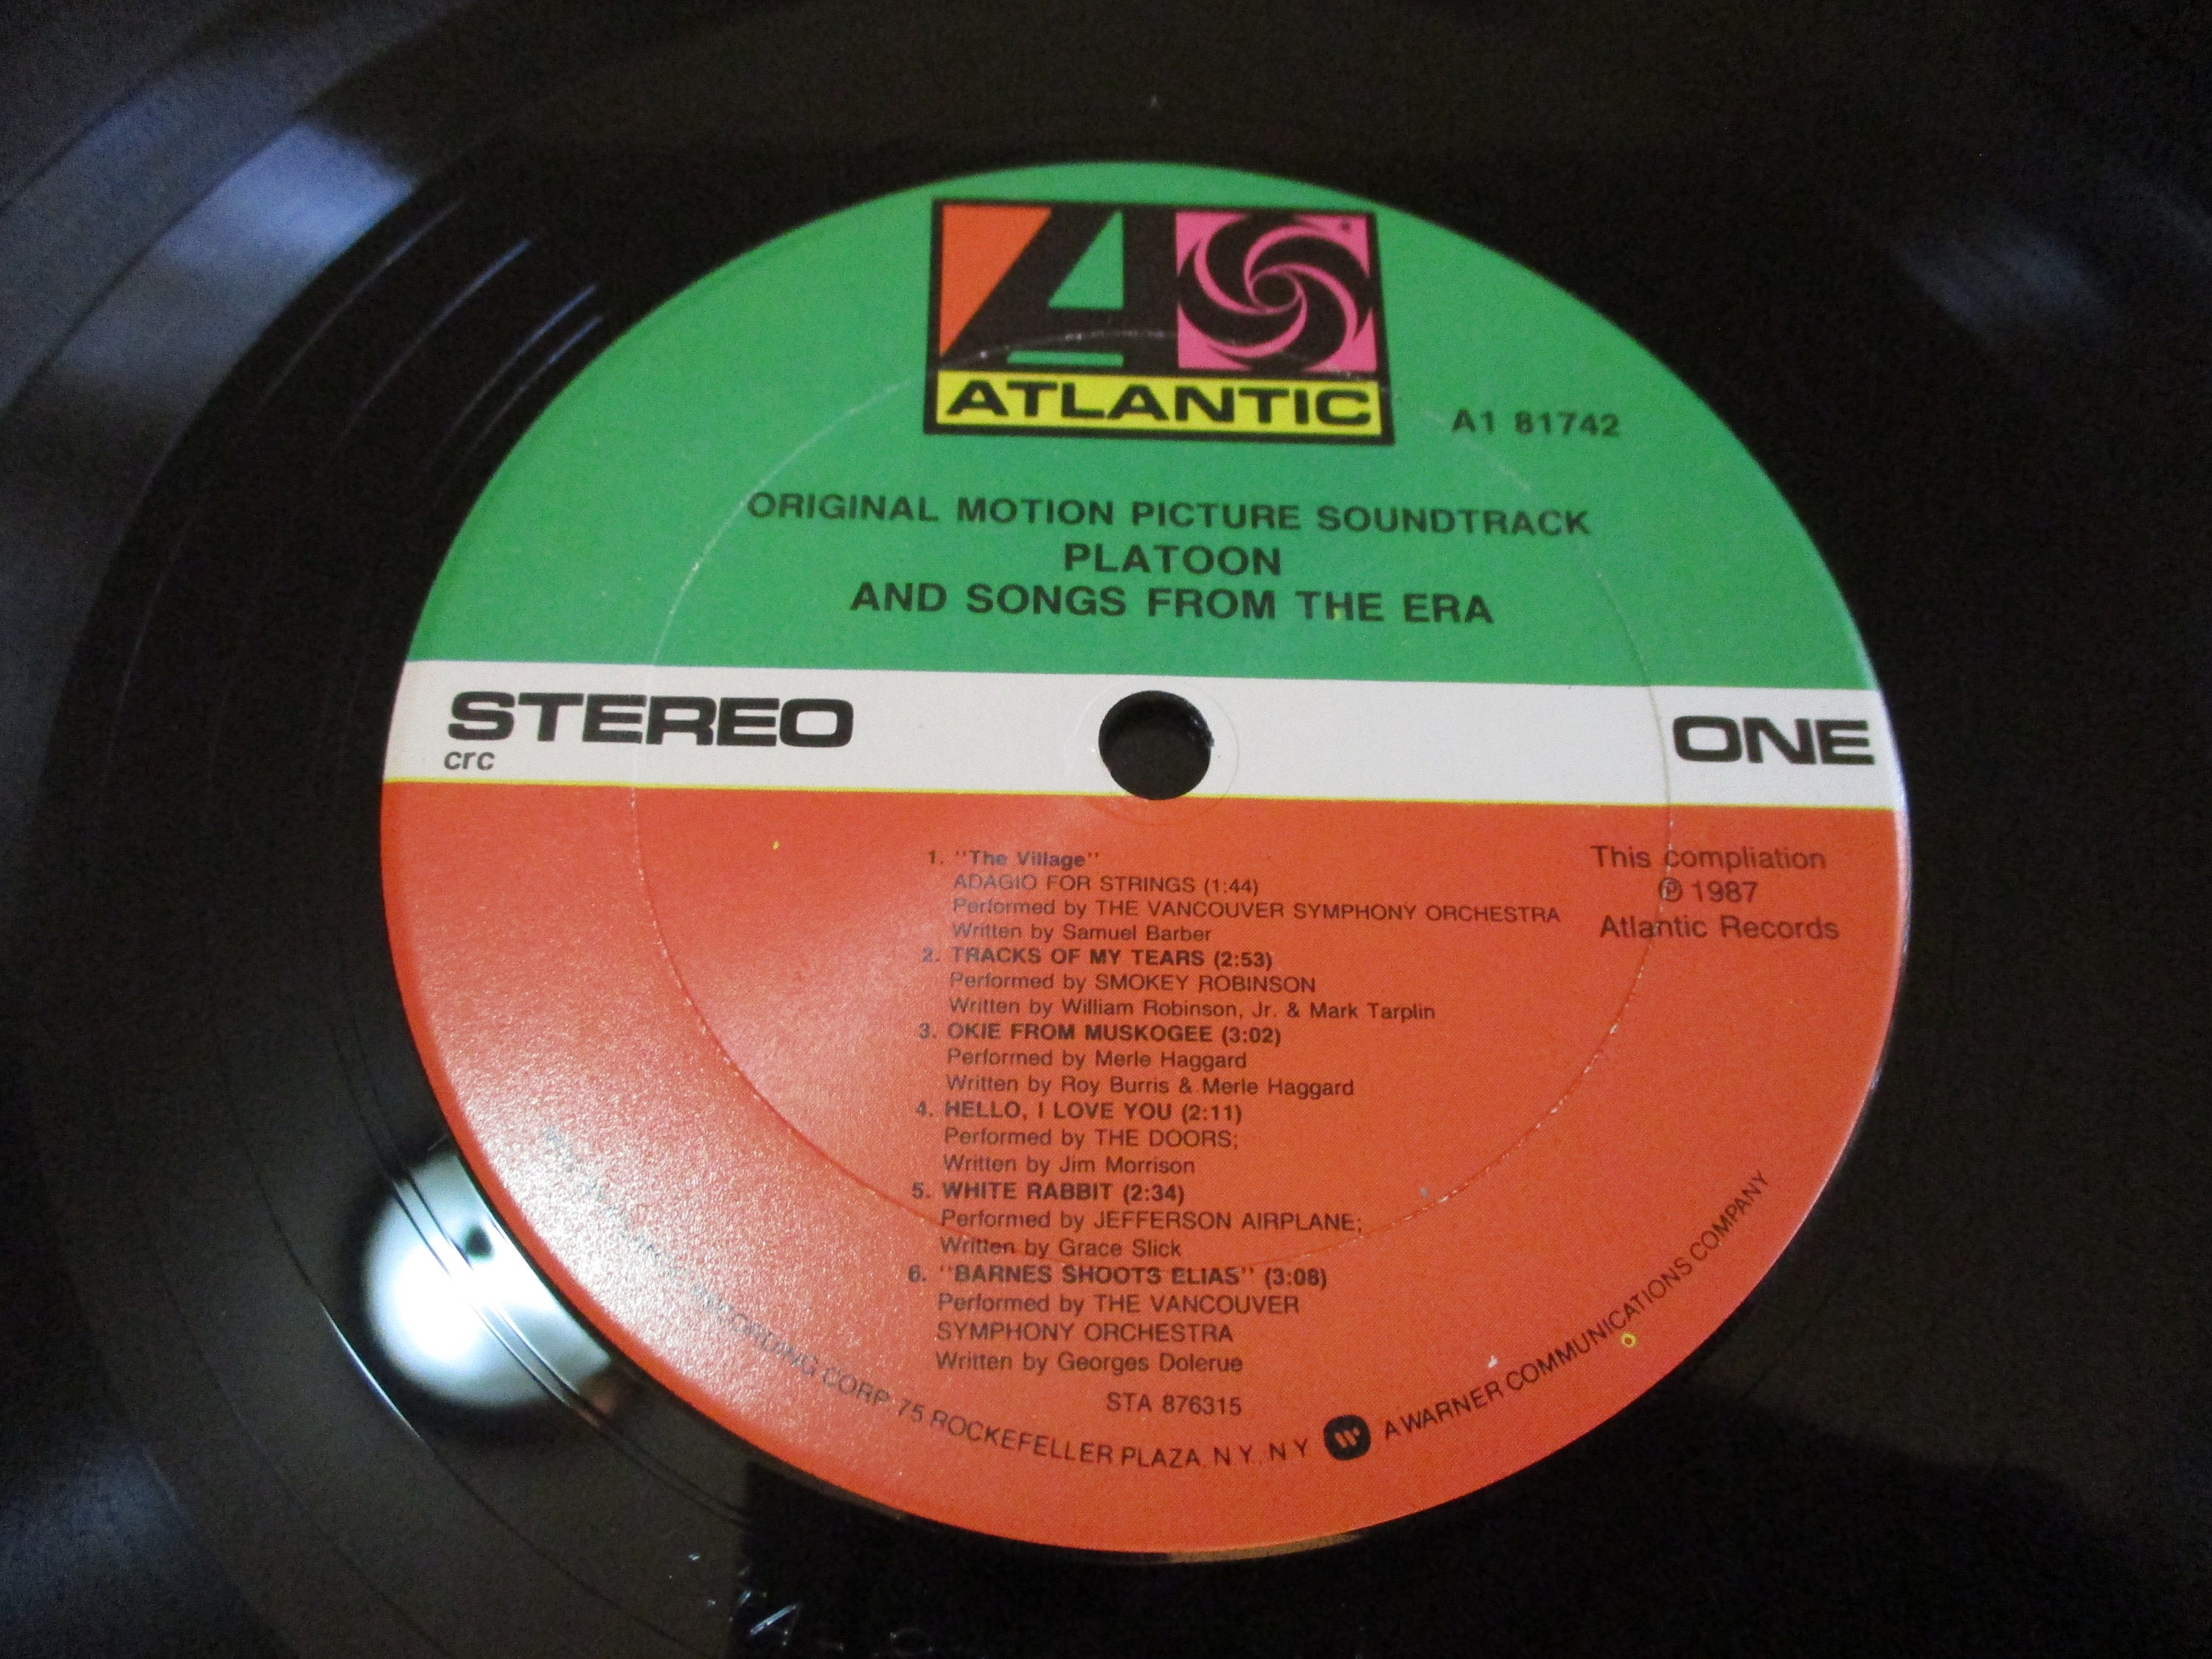 ATLANTIC
A1 81742
ORIGINAL MOTION PICTURE SOUNDTRACK
PLATOON
AND SONGS FROM THE ERA
STEREO
crc
ONE
1. "The Village"
ADAGIO FOR STRINGS (1:44)
Performed by THE VANCOUVER SYMPHONY ORCHESTRA
Written by Samuel Barber
2. TRACKS OF MY TEARS (2:53)
Performed by SMOKEY ROBINSON
Written by William Robinson, Jr. & Mark Tarplin
3. OKIE FROM MUSKOGEE (3:02)
Performed by Merle Haggard
Written by Roy Burris & Merle Haggard
4. HELLO, I LOVE YOU (2:11)
Performed by THE DOORS;
Written by Jim Morrison
5. WHITE RABBIT (2:34)
Performed by JEFFERSON AIRPLANE;
Written by Grace Slick
6. "BARNES SHOOTS ELIAS" (3:08)
Performed by THE VANCOUVER
SYMPHONY ORCHESTRA
Written by Georges Dolerue
STA 876315
This compliation
℗ 1987
Atlantic Records
RECORDING CORP. 75 ROCKEFELLER PLAZA, N.Y., N.Y. A WARNER COMMUNICATIONS COMPANY